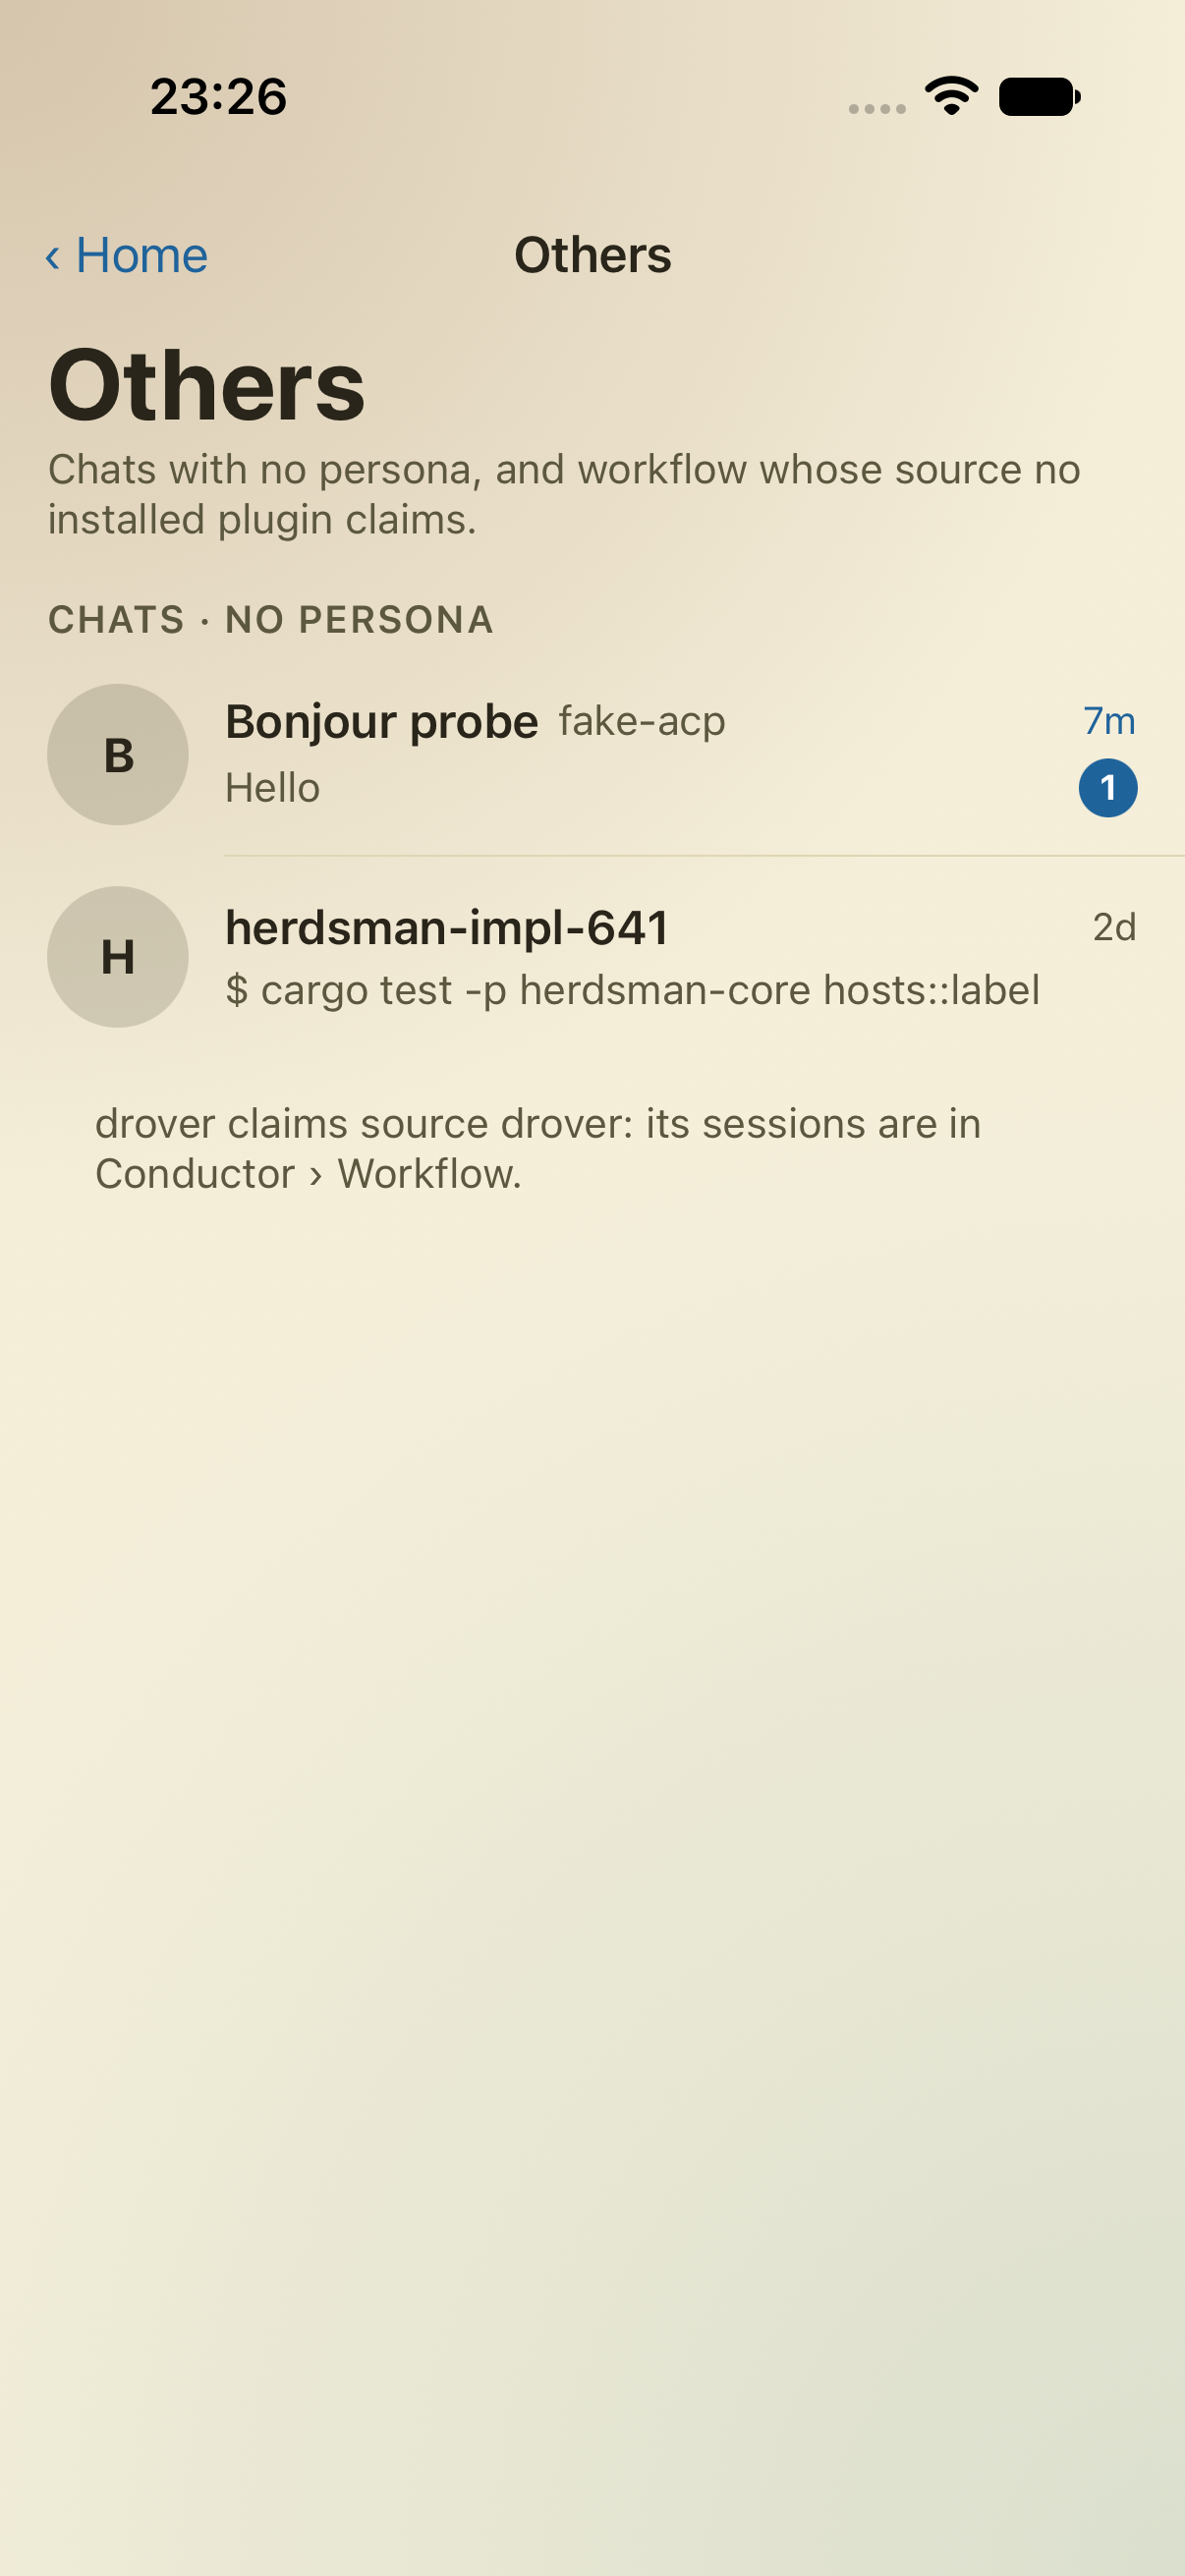 23:26
‹ Home
Others
Others
Chats with no persona, and workflow whose source no
installed plugin claims.
CHATS · NO PERSONA
B
Bonjour probe fake-acp
7m
Hello
1
H
herdsman-impl-641
2d
$ cargo test -p herdsman-core hosts::label
drover claims source drover: its sessions are in
Conductor › Workflow.